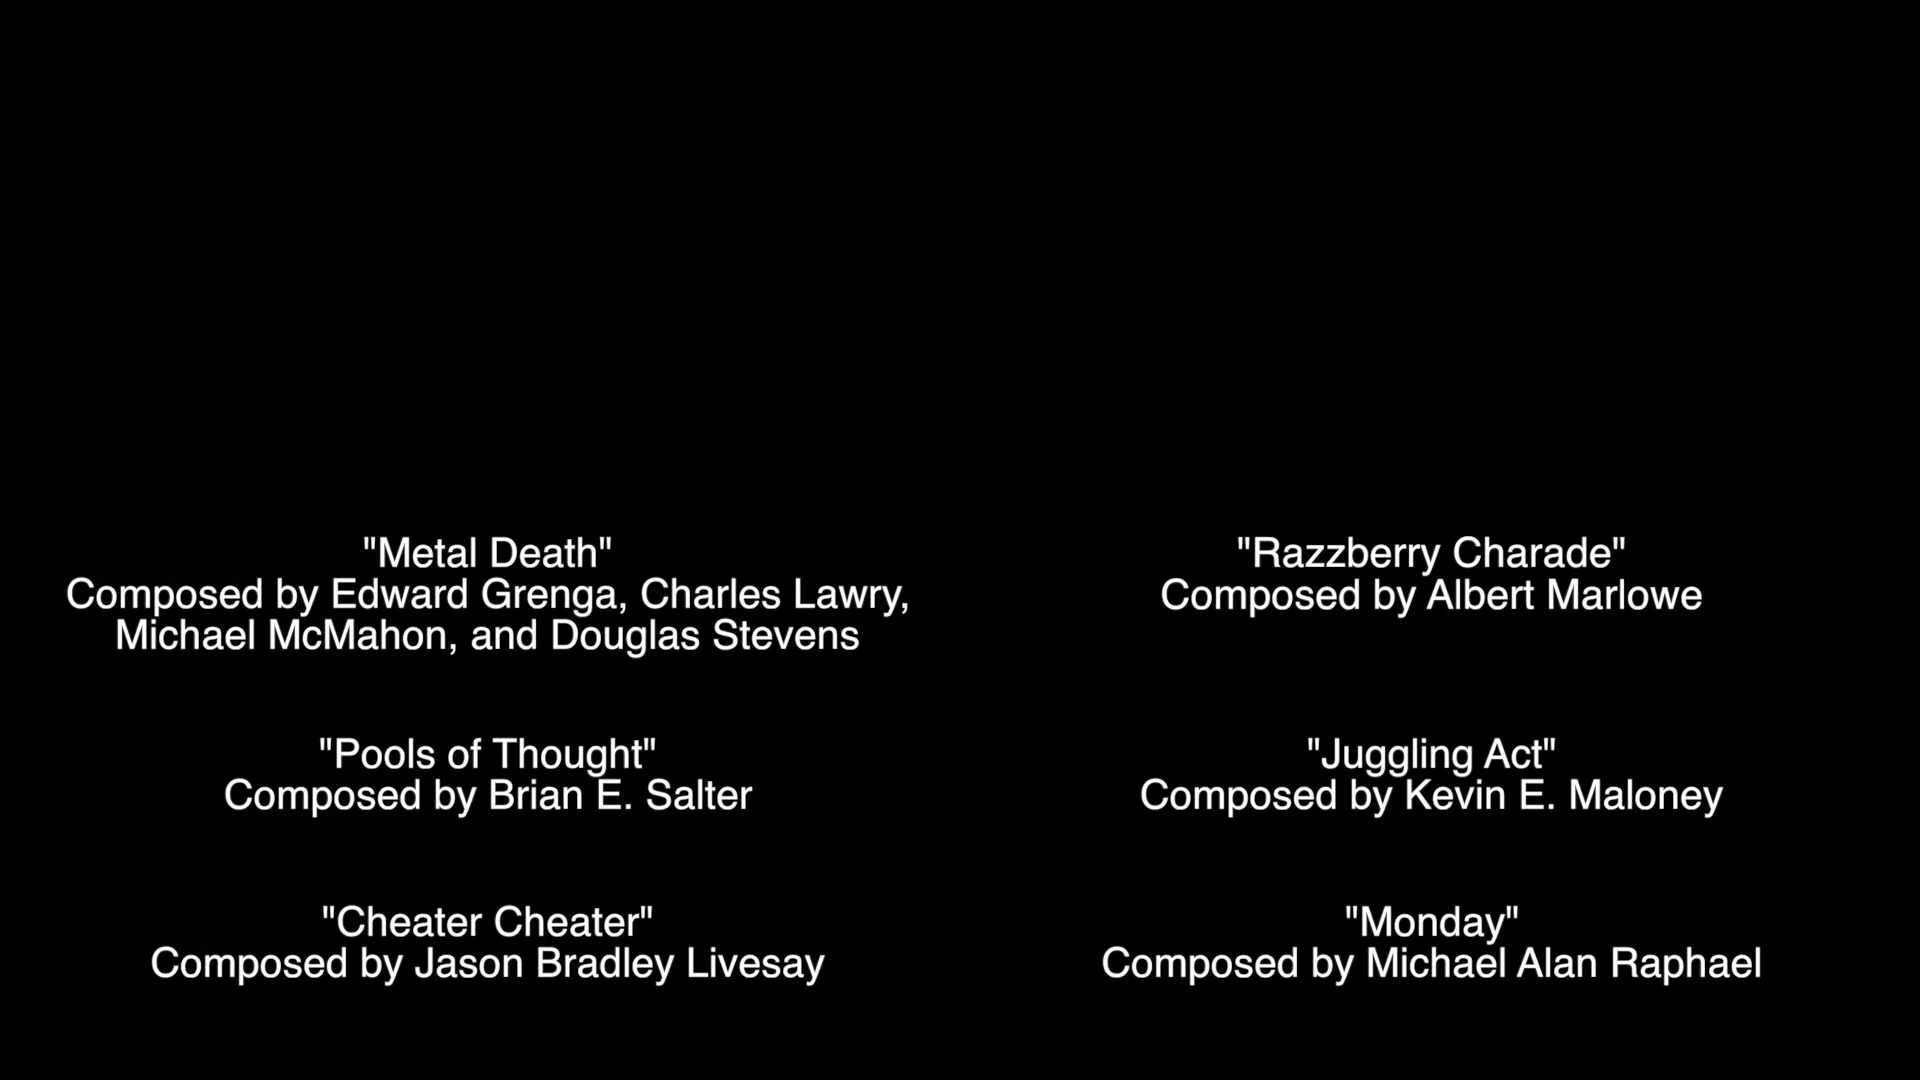 "Metal Death"
Composed by Edward Grenga, Charles Lawry,
Michael McMahon, and Douglas Stevens
"Razzberry Charade"
Composed by Albert Marlowe
"Pools of Thought"
Composed by Brian E. Salter
"Juggling Act"
Composed by Kevin E. Maloney
"Cheater Cheater"
Composed by Jason Bradley Livesay
"Monday"
Composed by Michael Alan Raphael